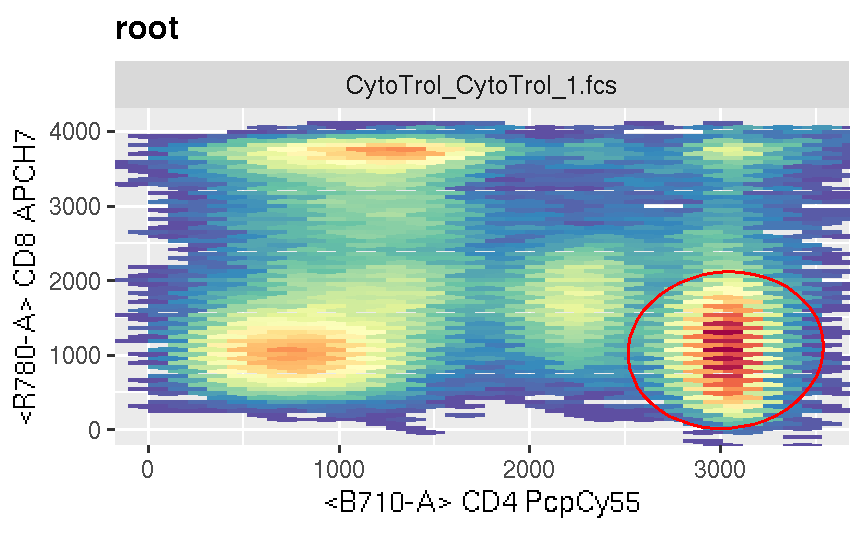 root
CytoTrol_CytoTrol_1.fcs
<R780-A> CD8 APCH7
4000
3000
2000
1000
0
0 1000 2000 3000
<B710-A> CD4 PcpCy55